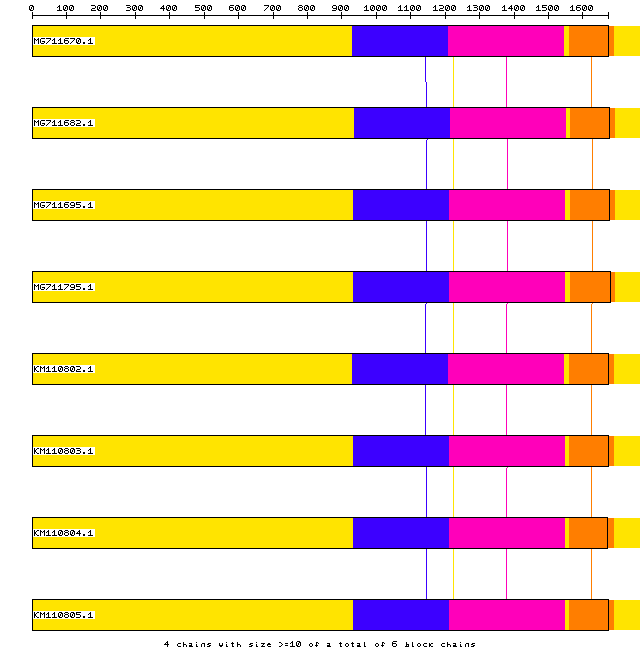 0 100 200 300 400 500 600 700 800 900 1000 1100 1200 1300 1400 1500 1600
MG711670.1
MG711682.1
MG711695.1
MG711795.1
KM110802.1
KM110803.1
KM110804.1
KM110805.1
4 chains with size >=10 of a total of 6 block chains